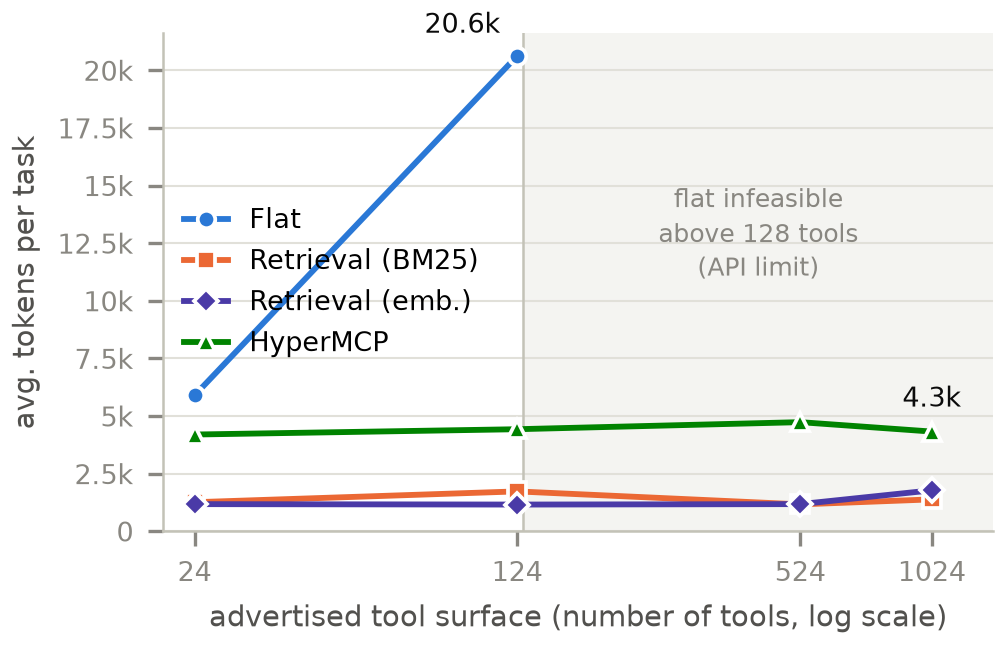 20.6k
avg. tokens per task
20k
17.5k
15k
12.5k
10k
7.5k
5k
2.5k
0
Flat
Retrieval (BM25)
Retrieval (emb.)
HyperMCP
flat infeasible
above 128 tools
(API limit)
4.3k
24 124 524 1024
advertised tool surface (number of tools, log scale)